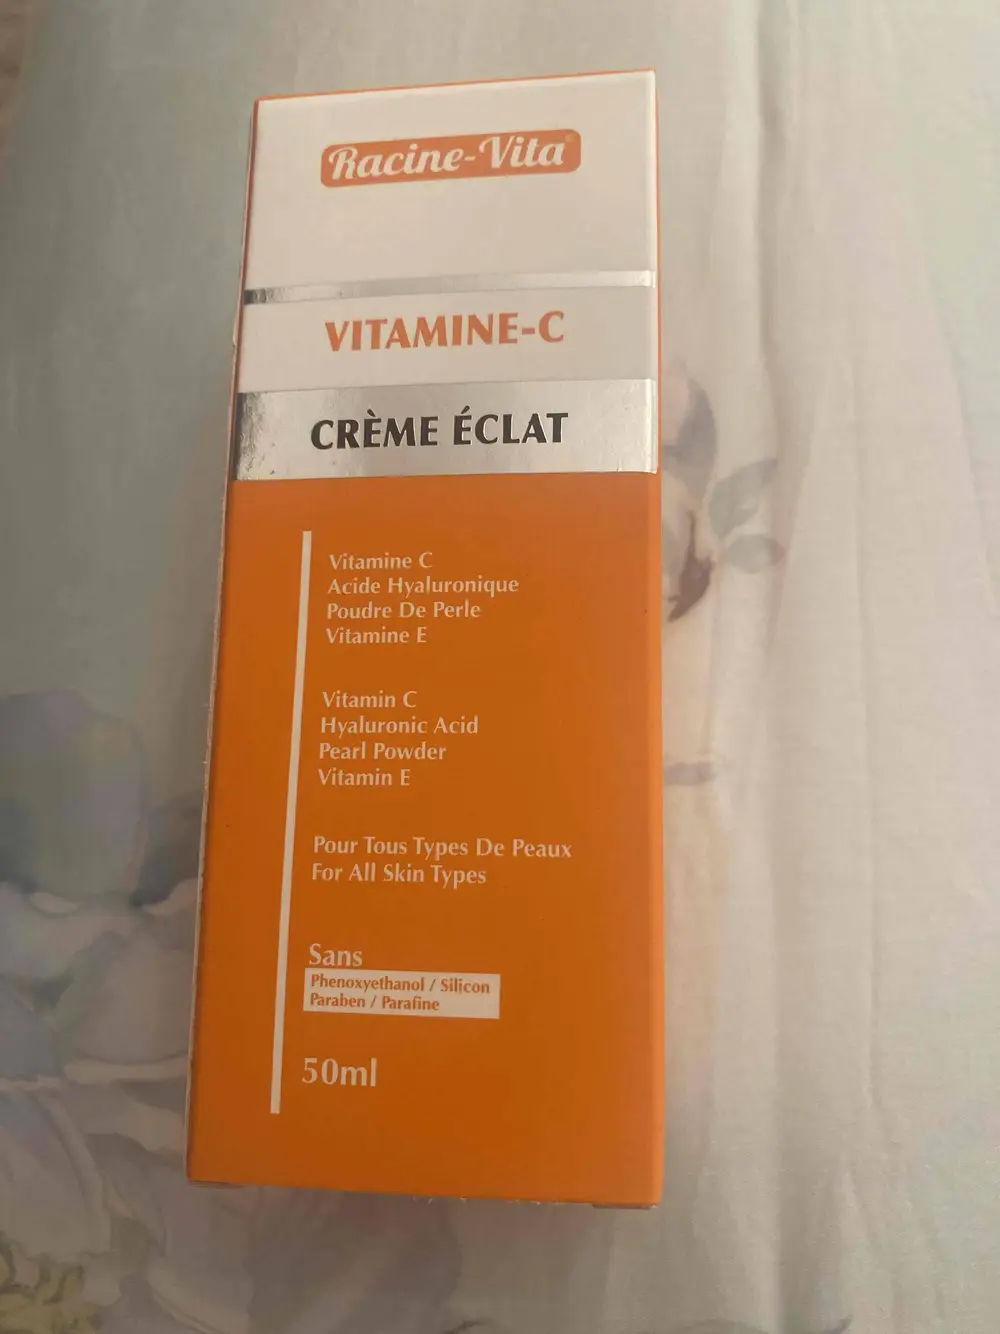 Racine-Vita®
VITAMINE-C
CRÈME ÉCLAT
Vitamine C
Acide Hyaluronique
Poudre De Perle
Vitamine E
Vitamin C
Hyaluronic Acid
Pearl Powder
Vitamin E
Pour Tous Types De Peaux
For All Skin Types
Sans
Phenoxyethanol / Silicon
Paraben / Parafine
50ml